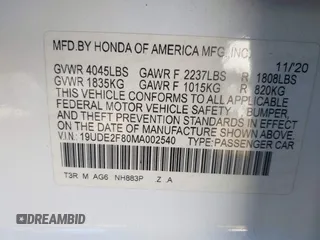 MFD.BY HONDA OF AMERICA MFG.,INC. 11/20
GVWR 4045LBS GAWR F 2237LBS R 1808LBS
GVWR 1835KG GAWR F 1015KG R 820KG
THIS VEHICLE CONFORMS TO ALL APPLICABLE
FEDERAL MOTOR VEHICLE SAFETY, BUMPER,
AND THEFT PREVENTION STANDARDS IN
EFFECT ON THE DATE OF MANUFACTURE
SHOWN ABOVE.
V.I.N: 19UDE2F80MA002540
TYPE:PASSENGER CAR
T3R M AG6 NH883P Z A
AUTOBIDMASTER